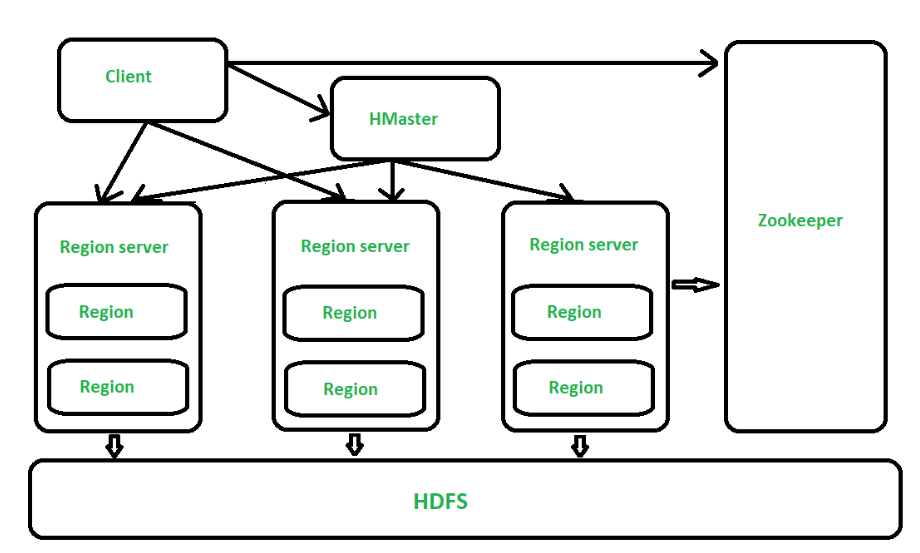 Client
HMaster
Zookeeper
Region server
Region server
Region server
Region
Region
Region
Region
Region
Region
HDFS